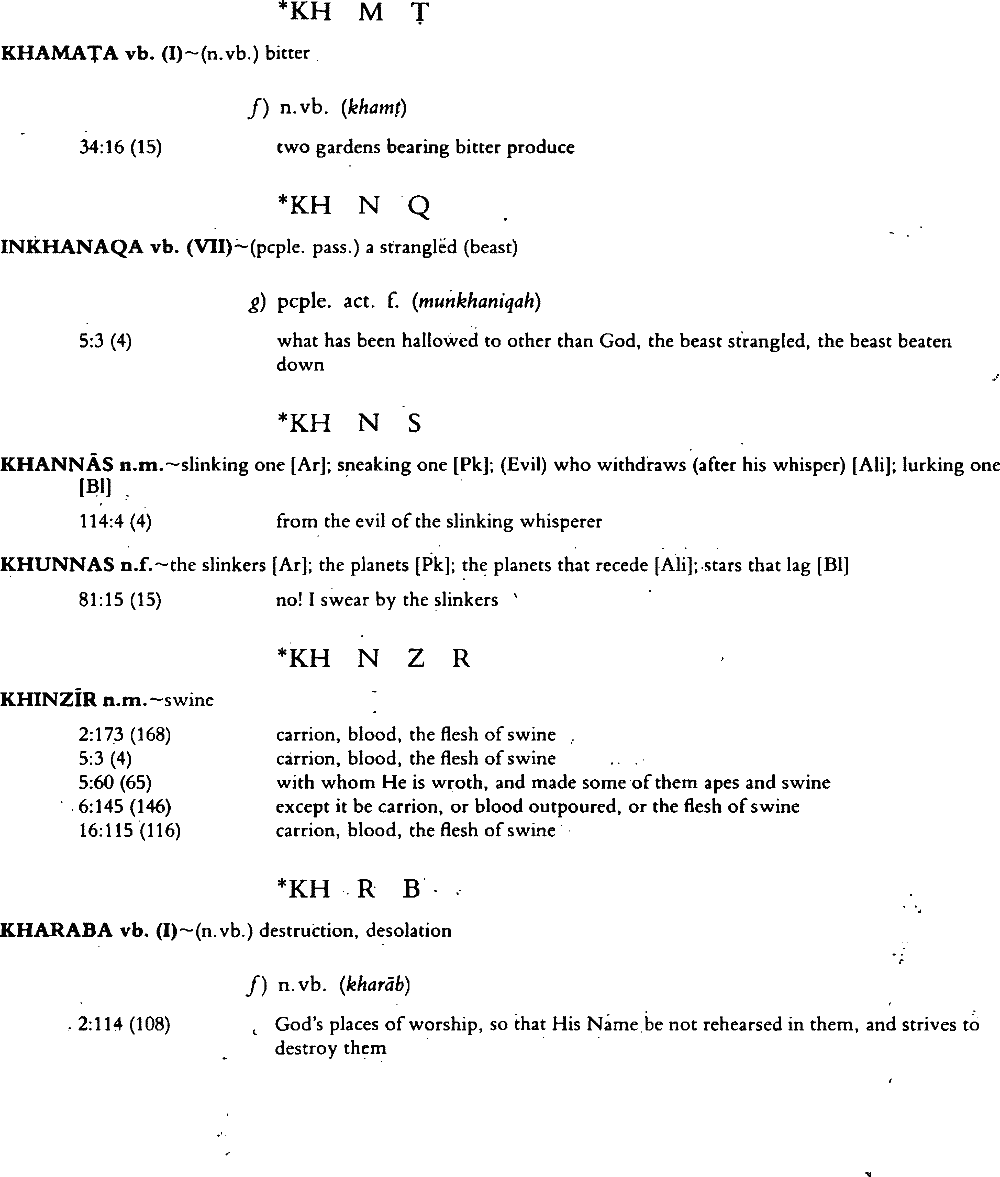 *KH M Ṭ
KHAMAṬA vb. (I)~(n.vb.) bitter
f) n.vb. (khamṭ)
34:16 (15) two gardens bearing bitter produce
*KH N Q
INKHANAQA vb. (VII)~(pcple. pass.) a strangled (beast)
g) pcple. act. f. (munkhaniqah)
5:3 (4) what has been hallowed to other than God, the beast strangled, the beast beaten
down
*KH N S
KHANNĀS n.m.~slinking one [Ar]; sneaking one [Pk]; (Evil) who withdraws (after his whisper) [Ali]; lurking one
[Bl]
114:4 (4) from the evil of the slinking whisperer
KHUNNAS n.f.~the slinkers [Ar]; the planets [Pk]; the planets that recede [Ali]; stars that lag [Bl]
81:15 (15) no! I swear by the slinkers
*KH N Z R
KHINZĪR n.m.~swine
2:173 (168) carrion, blood, the flesh of swine
5:3 (4) carrion, blood, the flesh of swine
5:60 (65) with whom He is wroth, and made some of them apes and swine
6:145 (146) except it be carrion, or blood outpoured, or the flesh of swine
16:115 (116) carrion, blood, the flesh of swine
*KH R B
KHARABA vb. (I)~(n.vb.) destruction, desolation
f) n.vb. (kharāb)
2:114 (108) God's places of worship, so that His Name be not rehearsed in them, and strives to
destroy them